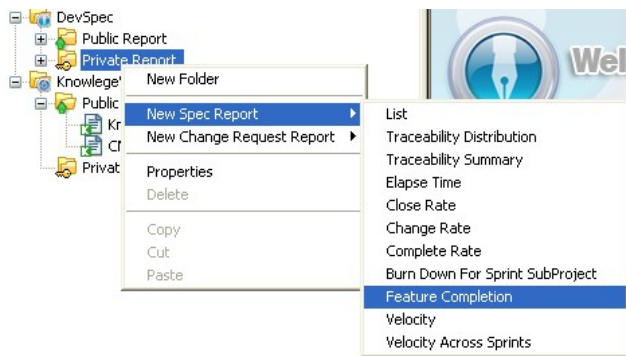 DevSpec
Public Report
Private Report
Knowlege
Public
Privat
New Folder
New Spec Report
New Change Request Report
Properties
Delete
Copy
Cut
Paste
List
Traceability Distribution
Traceability Summary
Elapse Time
Close Rate
Change Rate
Complete Rate
Burn Down For Sprint SubProject
Feature Completion
Velocity
Velocity Across Sprints
Wel